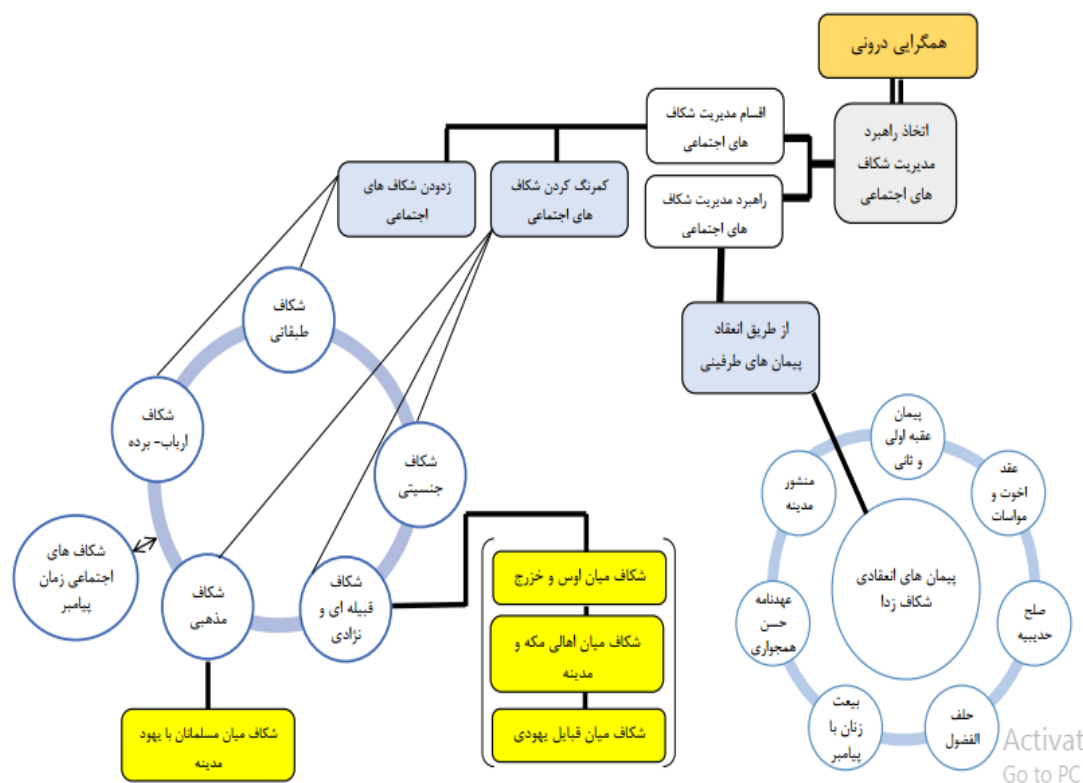 همگرایی درونی
اتخاذ راهبرد
مدیریت شکاف
های اجتماعی
اقسام مدیریت شکاف
های اجتماعی
راهبرد مدیریت شکاف
های اجتماعی
کمرنگ کردن شکاف
های اجتماعی
زدودن شکاف های
اجتماعی
از طریق انعقاد
پیمان های طرفینی
شکاف
طبقاتی
شکاف
ارباب- برده
شکاف
جنسیتی
شکاف
قبیله ای و
نژادی
شکاف
مذهبی
شکاف های
اجتماعی زمان
پیامبر
شکاف میان اوس و خزرج
شکاف میان اهالی مکه و
مدینه
شکاف میان قبایل یهودی
شکاف میان مسلمانان با یهود
مدینه
پیمان های انعقادی
شکاف زدا
پیمان
عقبه اولی
و ثانی
عقد
اخوت و
مواسات
صلح
حدیبیه
حلف
الفضول
بیعت
زنان با
پیامبر
عهدنامه
حسن
همجواری
منشور
مدینه
Activat
Go to PC